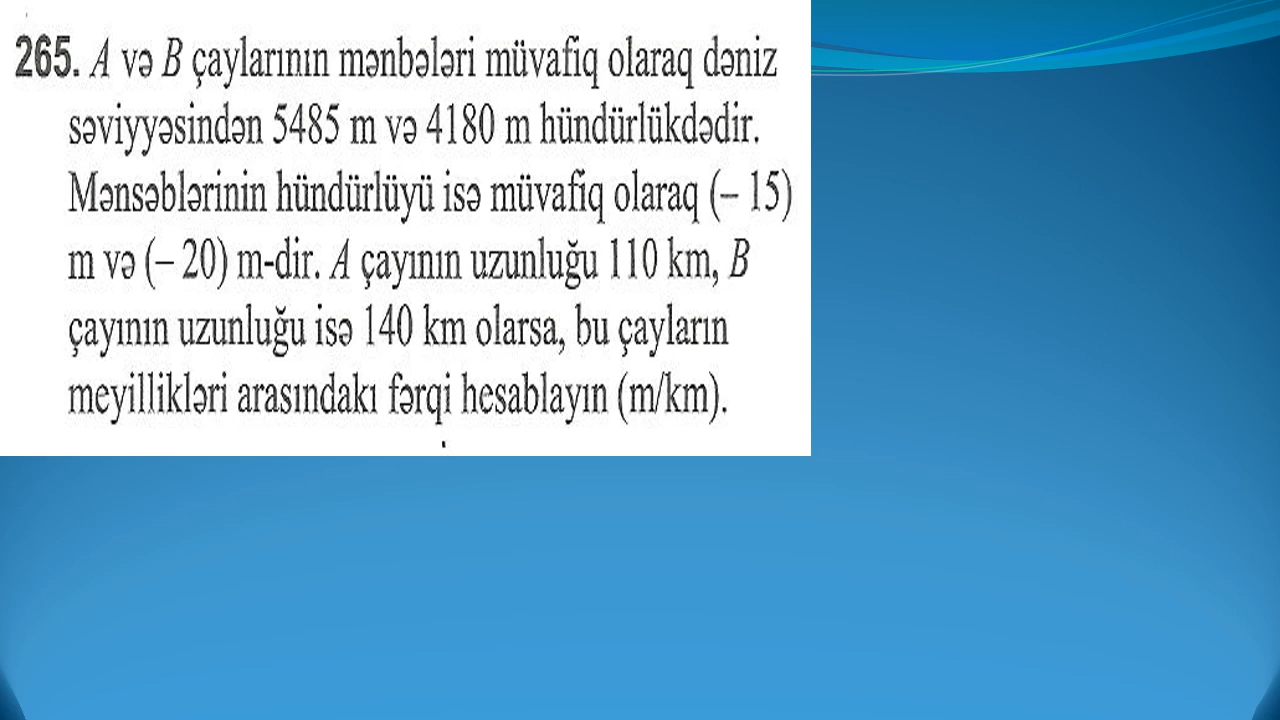 265. A və B çaylarının mənbələri müvafiq olaraq dəniz
səviyyəsindən 5485 m və 4180 m hündürlükdədir.
Mənsəblərinin hündürlüyü isə müvafiq olaraq (– 15)
m və (– 20) m-dir. A çayının uzunluğu 110 km, B
çayının uzunluğu isə 140 km olarsa, bu çayların
meyillikləri arasındakı fərqi hesablayın (m/km).